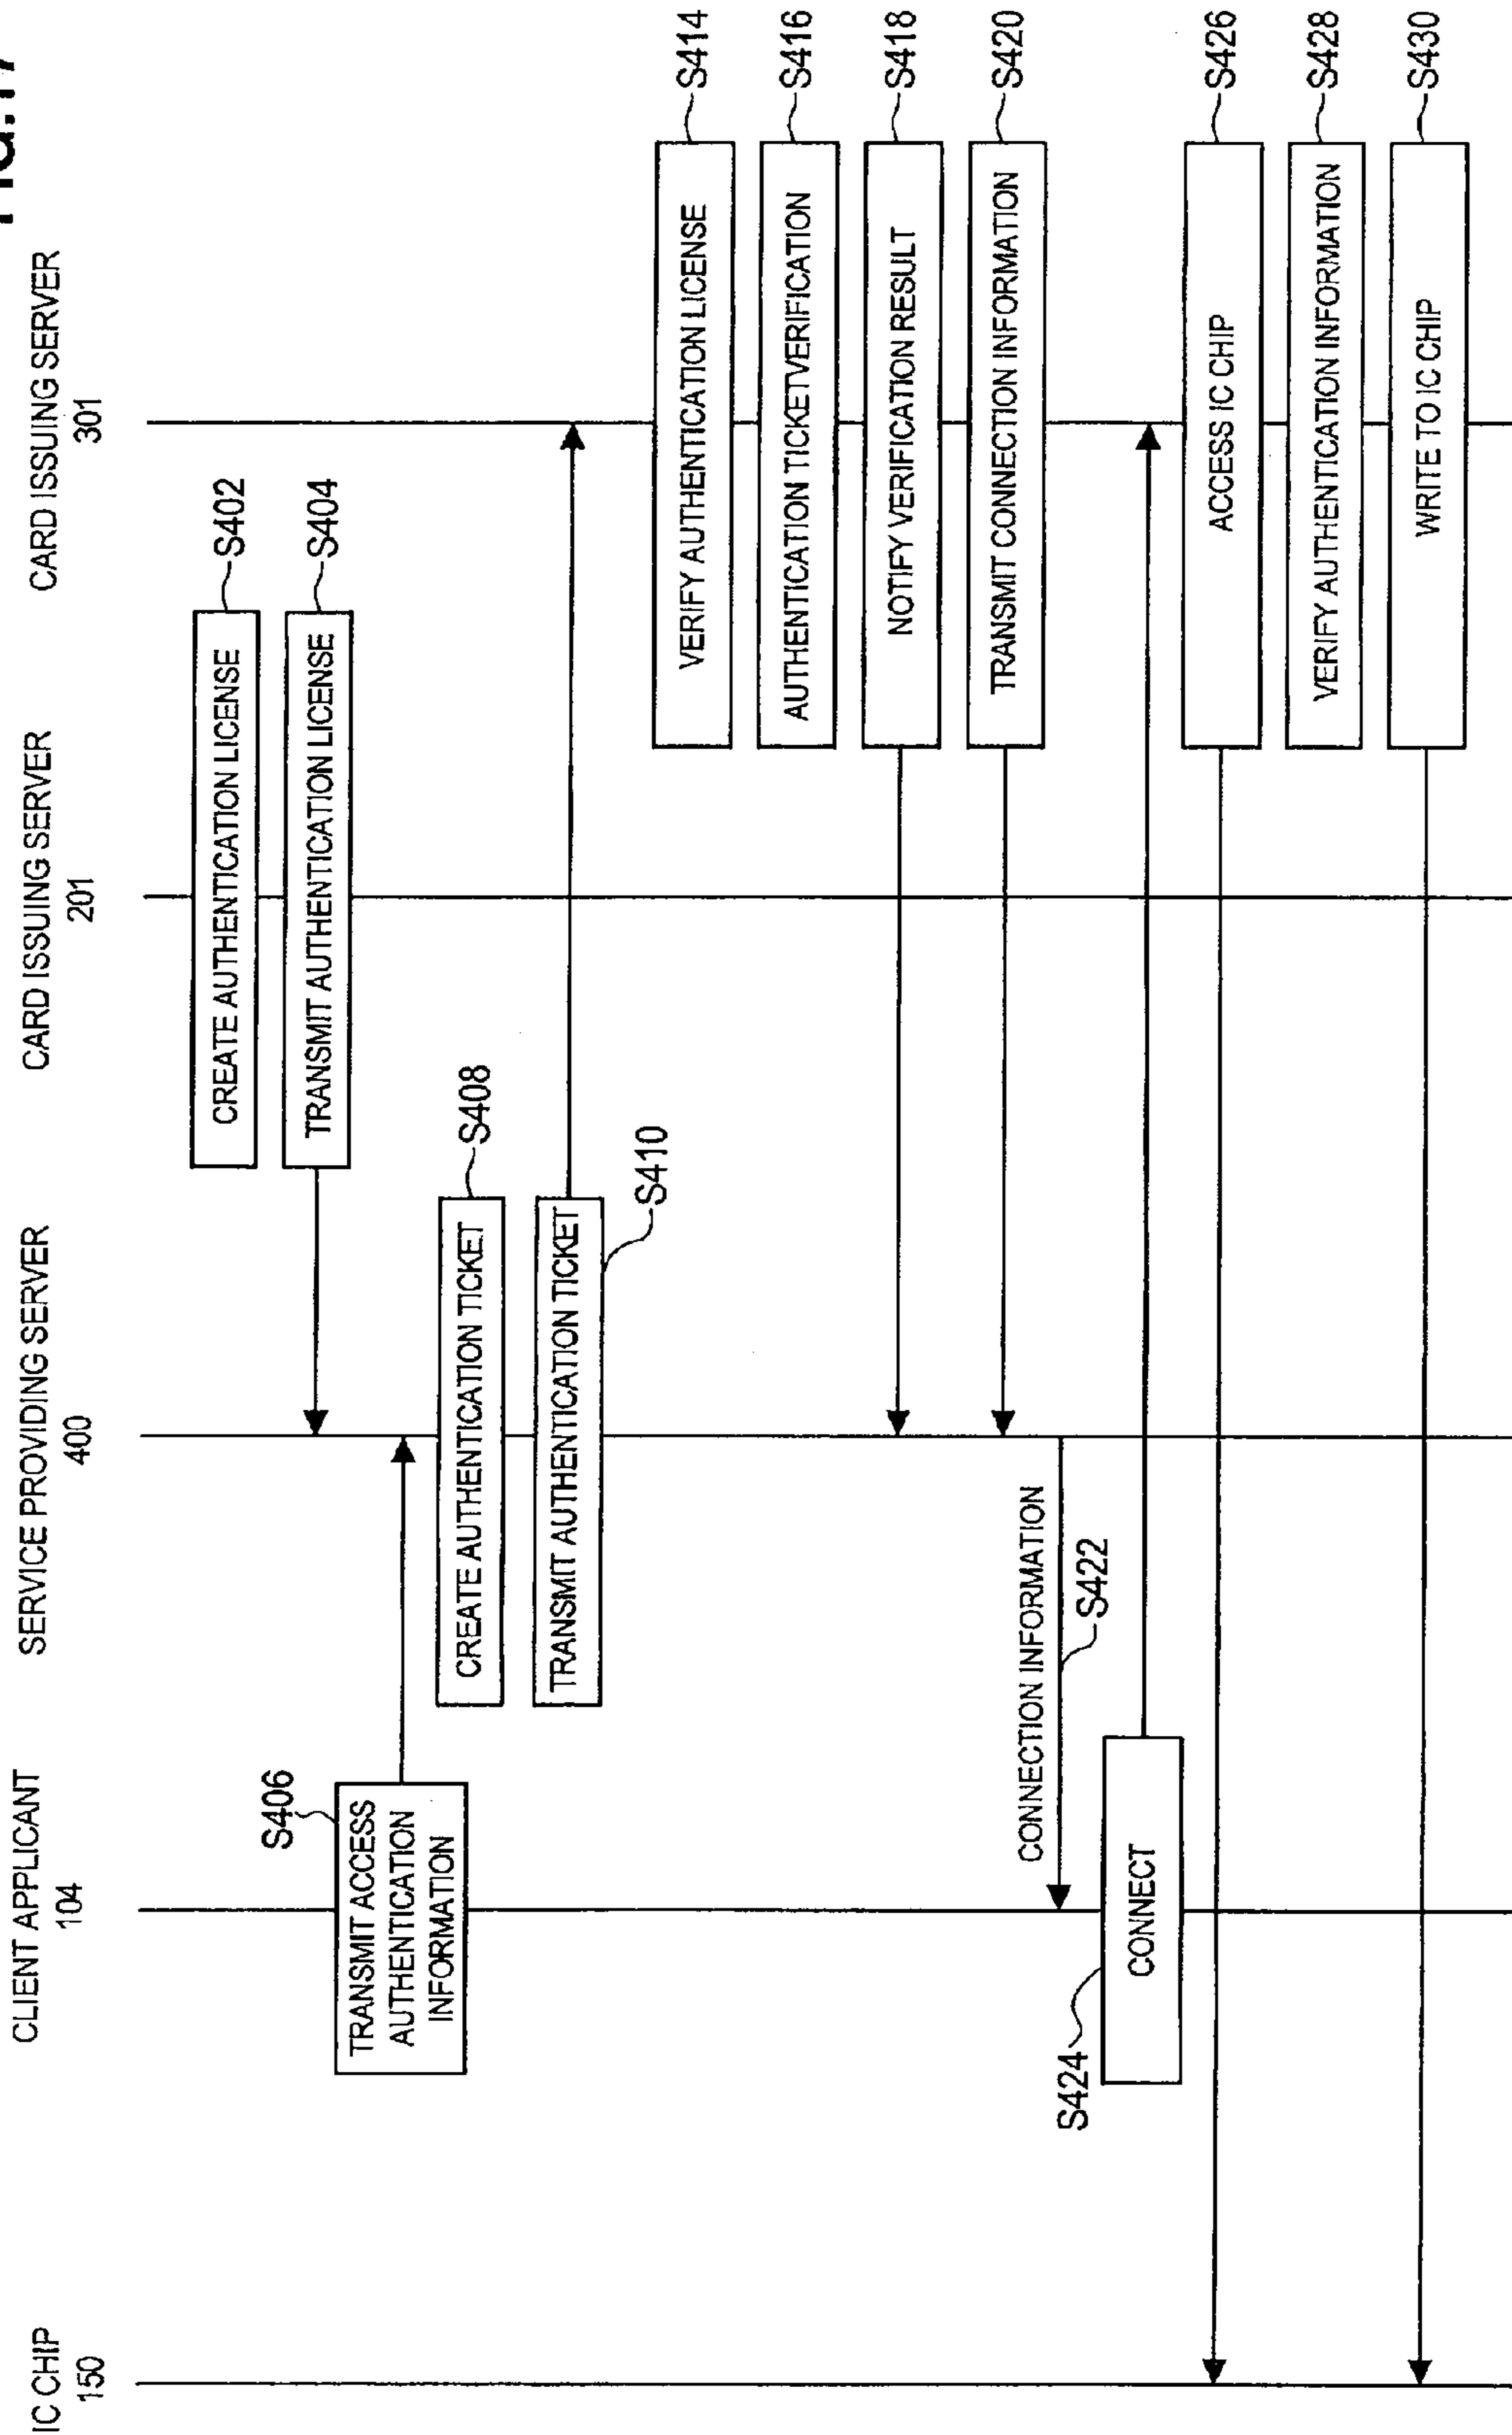 IC CHIP
150
CLIENT APPLICANT
104
SERVICE PROVIDING SERVER
400
CARD ISSUING SERVER
201
CARD ISSUING SERVER
301
CREATE AUTHENTICATION LICENSE
S402
TRANSMIT AUTHENTICATION LICENSE
S404
S406
TRANSMIT ACCESS
AUTHENTICATION
INFORMATION
CREATE AUTHENTICATION TICKET
S408
TRANSMIT AUTHENTICATION TICKET
S410
VERIFY AUTHENTICATION LICENSE
S414
AUTHENTICATION TICKETVERIFICATION
S416
NOTIFY VERIFICATION RESULT
S418
TRANSMIT CONNECTION INFORMATION
S420
CONNECTION INFORMATION
S422
S424
CONNECT
ACCESS IC CHIP
S426
VERIFY AUTHENTICATION INFORMATION
S428
WRITE TO IC CHIP
S430